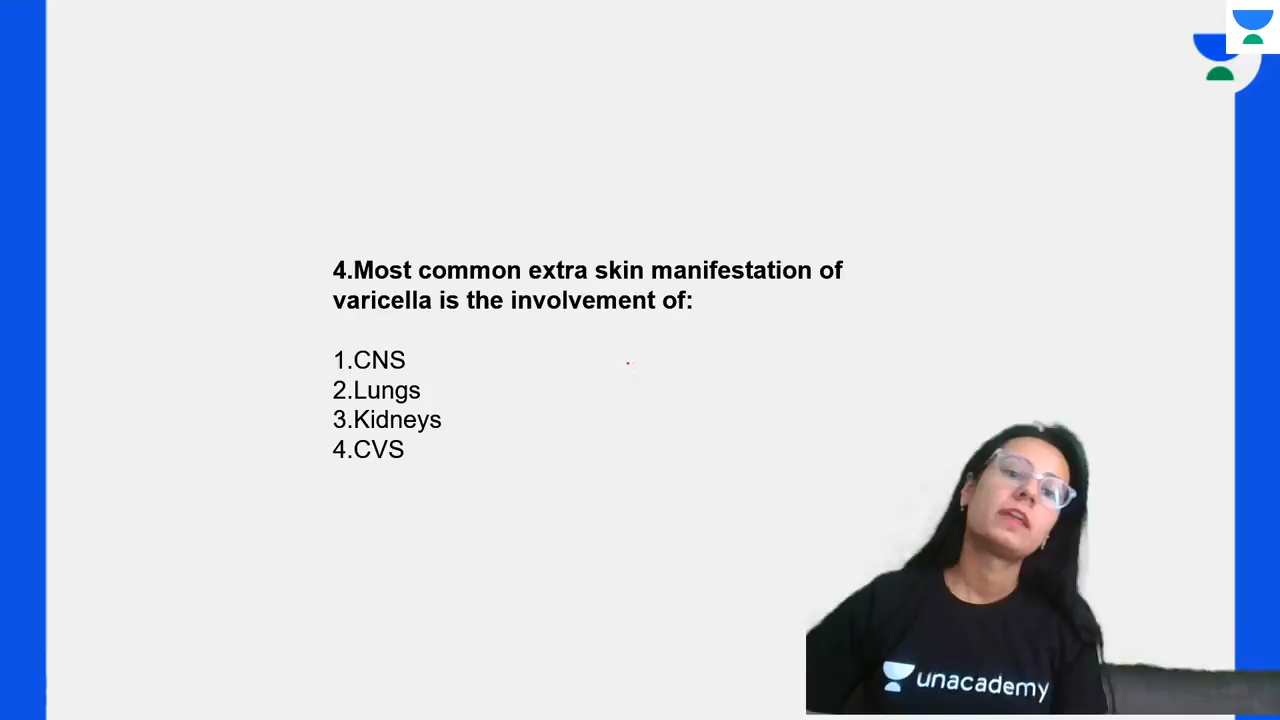 4.Most common extra skin manifestation of
varicella is the involvement of:
1.CNS
2.Lungs
3.Kidneys
4.CVS
unacademy